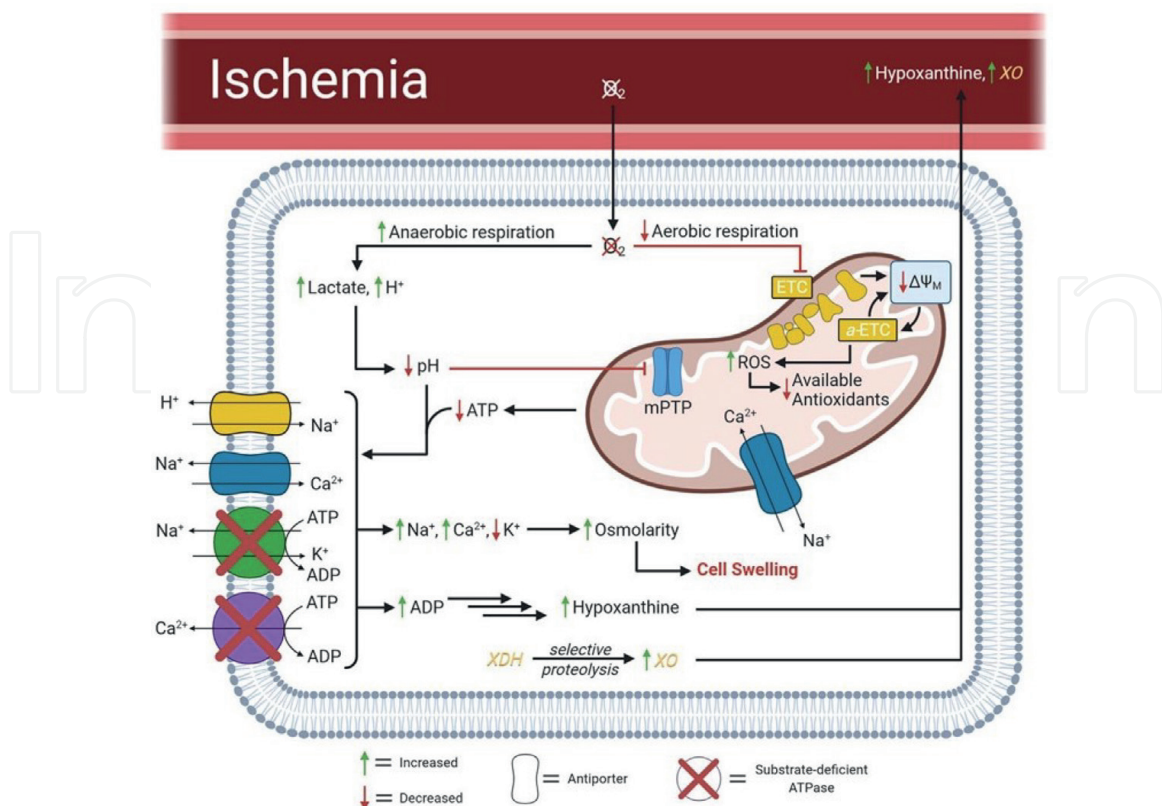 Ischemia
O₂
↑Hypoxanthine, ↑XO
↑Anaerobic respiration
O₂
↓Aerobic respiration
ETC
↓ΔΨM
↑Lactate, ↑H⁺
a-ETC
↑ROS
↓pH
↓Available
Antioxidants
mPTP
↓ATP
Ca²⁺
Na⁺
H⁺
Na⁺
Na⁺
Ca²⁺
Na⁺
ATP
K⁺
ADP
↑Na⁺, ↑Ca²⁺, ↓K⁺
↑Osmolarity
Cell Swelling
Ca²⁺
ATP
ADP
↑ADP
↑Hypoxanthine
XDH
selective
proteolysis
↑XO
↑ = Increased
↓ = Decreased
= Antiporter
= Substrate-deficient
ATPase
In
n